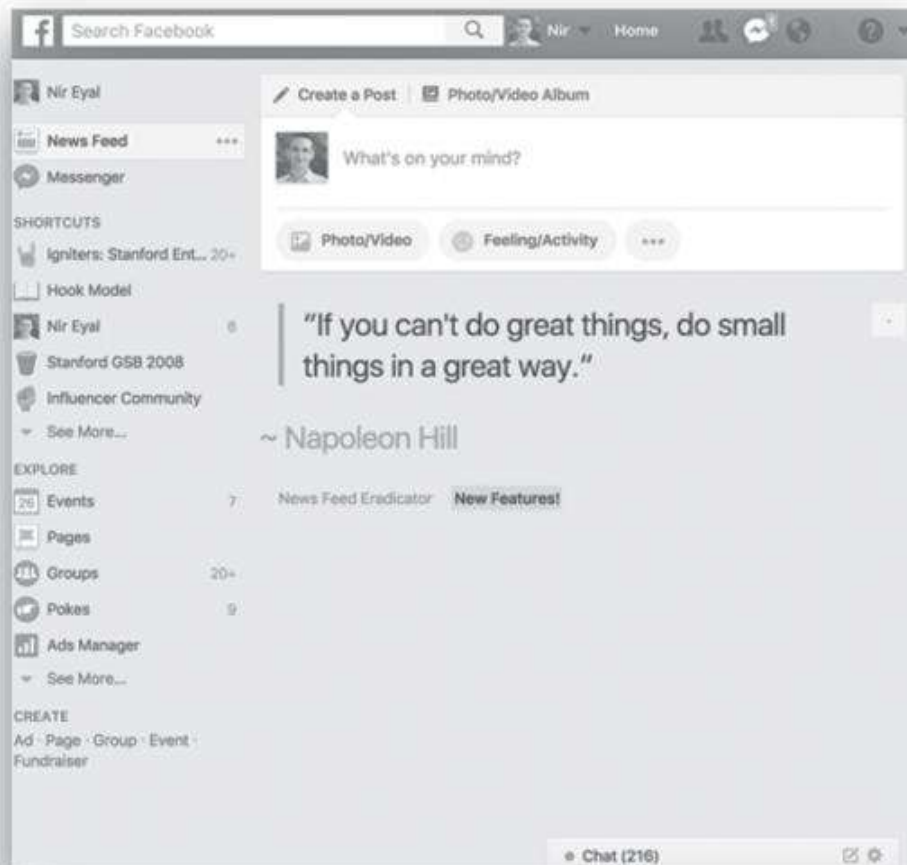 f Search Facebook Nir Home 1 ?
Nir Eyal
News Feed
Messenger
SHORTCUTS
Igniters: Stanford Ent... 20+
Hook Model
Nir Eyal 6
Stanford GSB 2008
Influencer Community
See More...
EXPLORE
26 Events 7
Pages
Groups 20+
Pokes 9
Ads Manager
See More...
CREATE
Ad · Page · Group · Event ·
Fundraiser
Create a Post Photo/Video Album
What's on your mind?
Photo/Video Feeling/Activity
"If you can't do great things, do small
things in a great way."
~ Napoleon Hill
News Feed Eradicator New Features!
Chat (216)